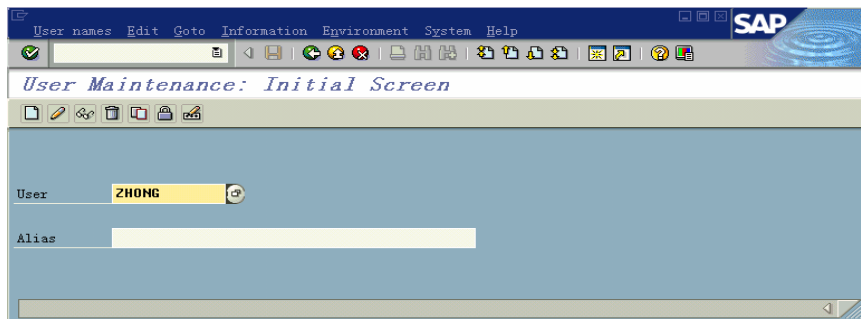 User names Edit Goto Information Environment System Help
SAP
User Maintenance: Initial Screen
User ZHONG
Alias